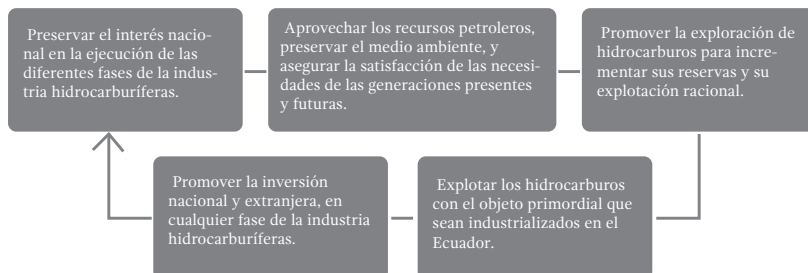 Preservar el interés nacio-
nal en la ejecución de las
diferentes fases de la indus-
tria hidrocarburíferas.
Aprovechar los recursos petroleros,
preservar el medio ambiente, y
asegurar la satisfacción de las necesi-
dades de las generaciones presentes
y futuras.
Promover la exploración de
hidrocarburos para incre-
mentar sus reservas y su
explotación racional.
Promover la inversión
nacional y extranjera, en
cualquier fase de la industria
hidrocarburíferas.
Explotar los hidrocarburos
con el objeto primordial que
sean industrializados en el
Ecuador.